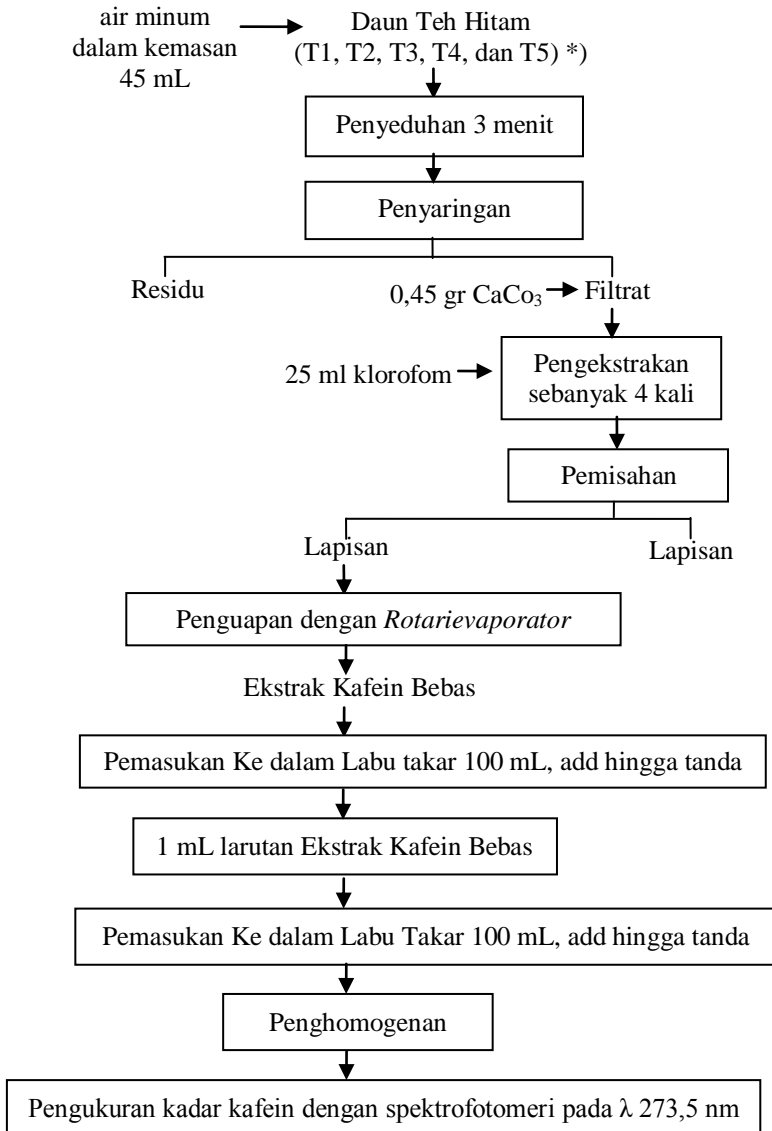 air minum
dalam kemasan
45 mL
Daun Teh Hitam
(T1, T2, T3, T4, dan T5) *)
Penyeduhan 3 menit
Penyaringan
Residu
0,45 gr CaCo₃
Filtrat
25 ml klorofom
Pengekstrakan
sebanyak 4 kali
Pemisahan
Lapisan
Lapisan
Penguapan dengan Rotarievaporator
Ekstrak Kafein Bebas
Pemasukan Ke dalam Labu takar 100 mL, add hingga tanda
1 mL larutan Ekstrak Kafein Bebas
Pemasukan Ke dalam Labu Takar 100 mL, add hingga tanda
Penghomogenan
Pengukuran kadar kafein dengan spektrofotomeri pada λ 273,5 nm